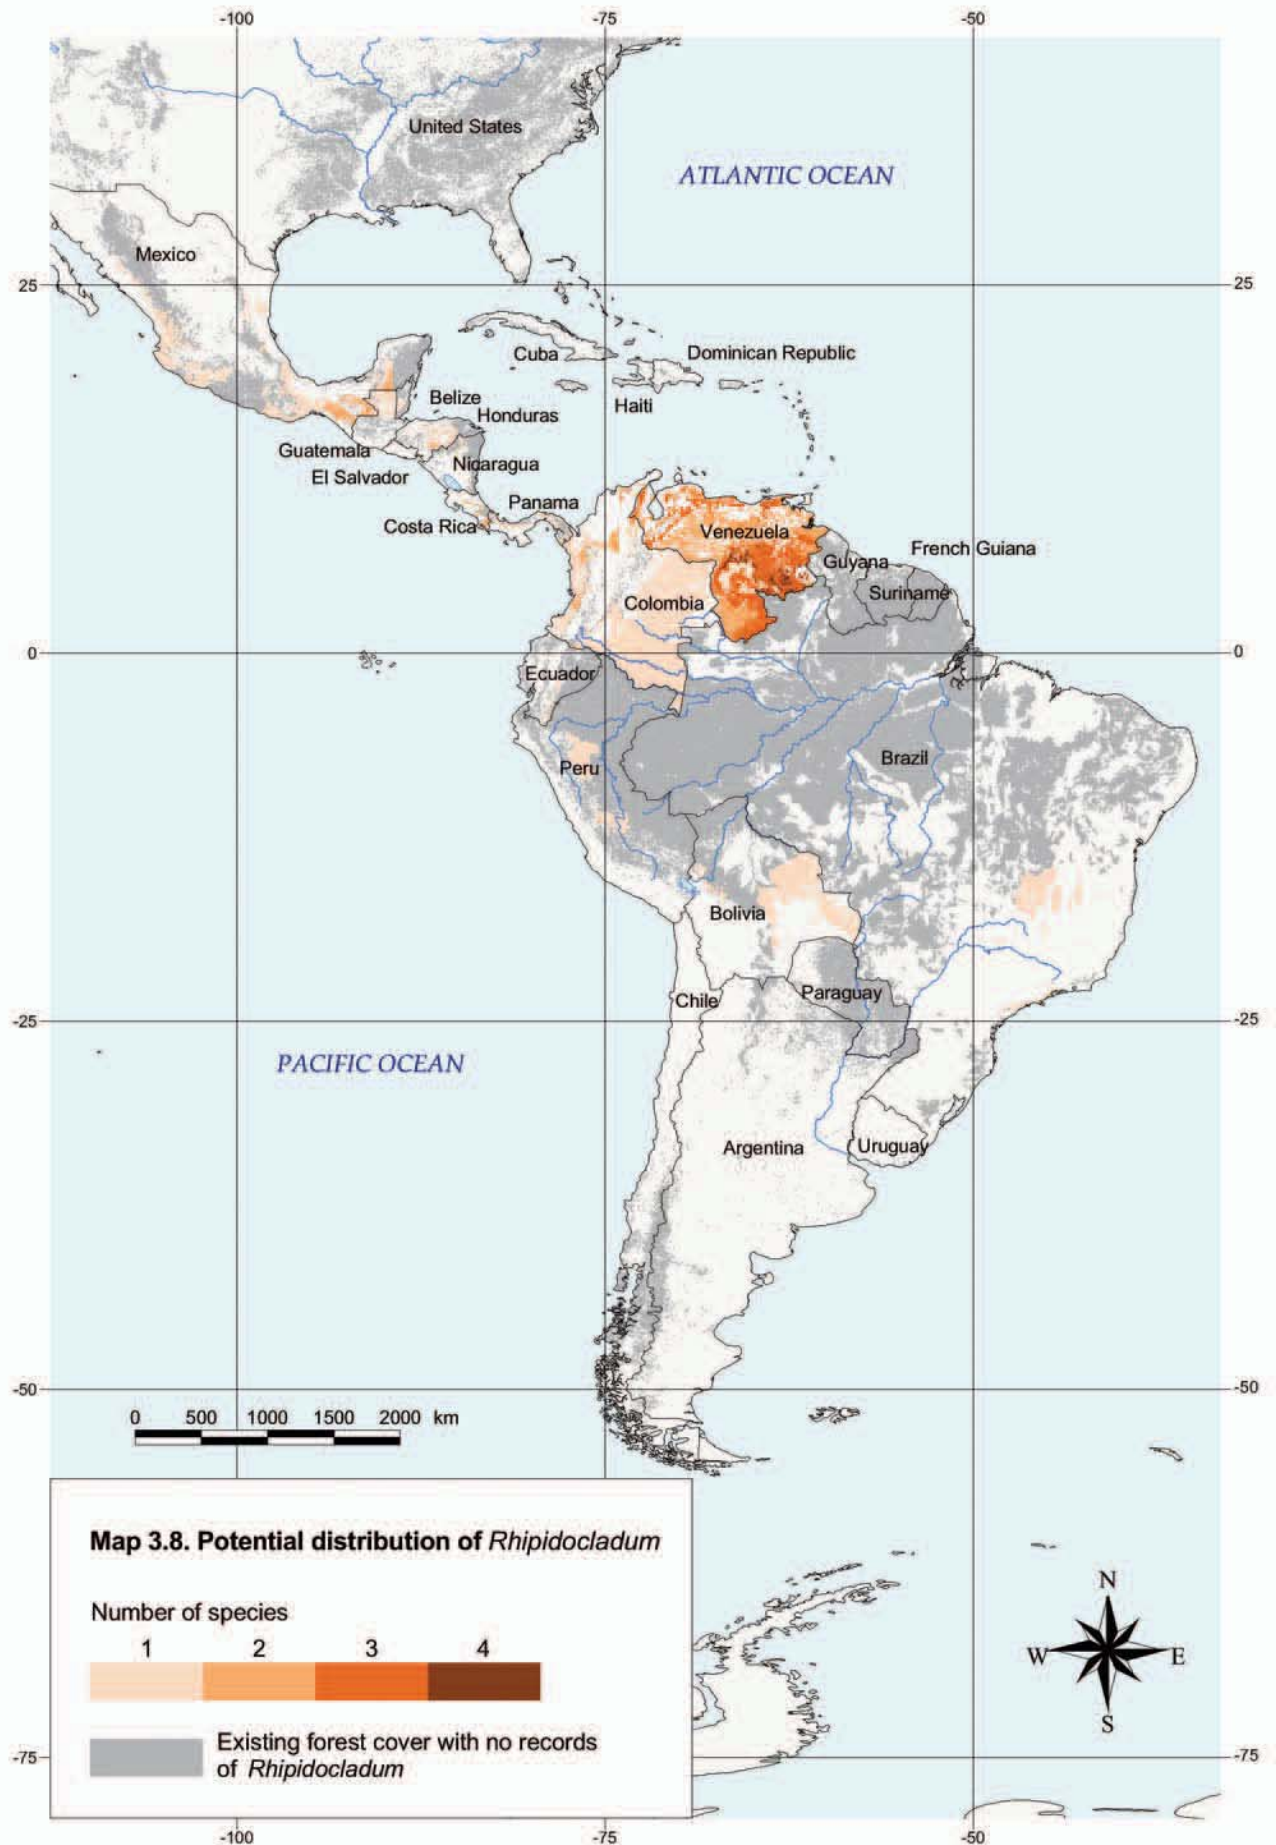 -100 -75 -50
United States
ATLANTIC OCEAN
Mexico
25 25
Cuba
Dominican Republic
Belize
Haiti
Honduras
Guatemala
El Salvador
Nicaragua
Panama
Costa Rica
Venezuela
Guyana
French Guiana
Suriname
Colombia
0 0
Ecuador
Peru
Brazil
Bolivia
Chile
Paraguay
-25 -25
PACIFIC OCEAN
Argentina
Uruguay
-50 -50
0 500 1000 1500 2000 km
Map 3.8. Potential distribution of Rhipidocladum
Number of species
1 2 3 4
Existing forest cover with no records
of Rhipidocladum
N
W E
S
-75 -75
-100 -75 -50